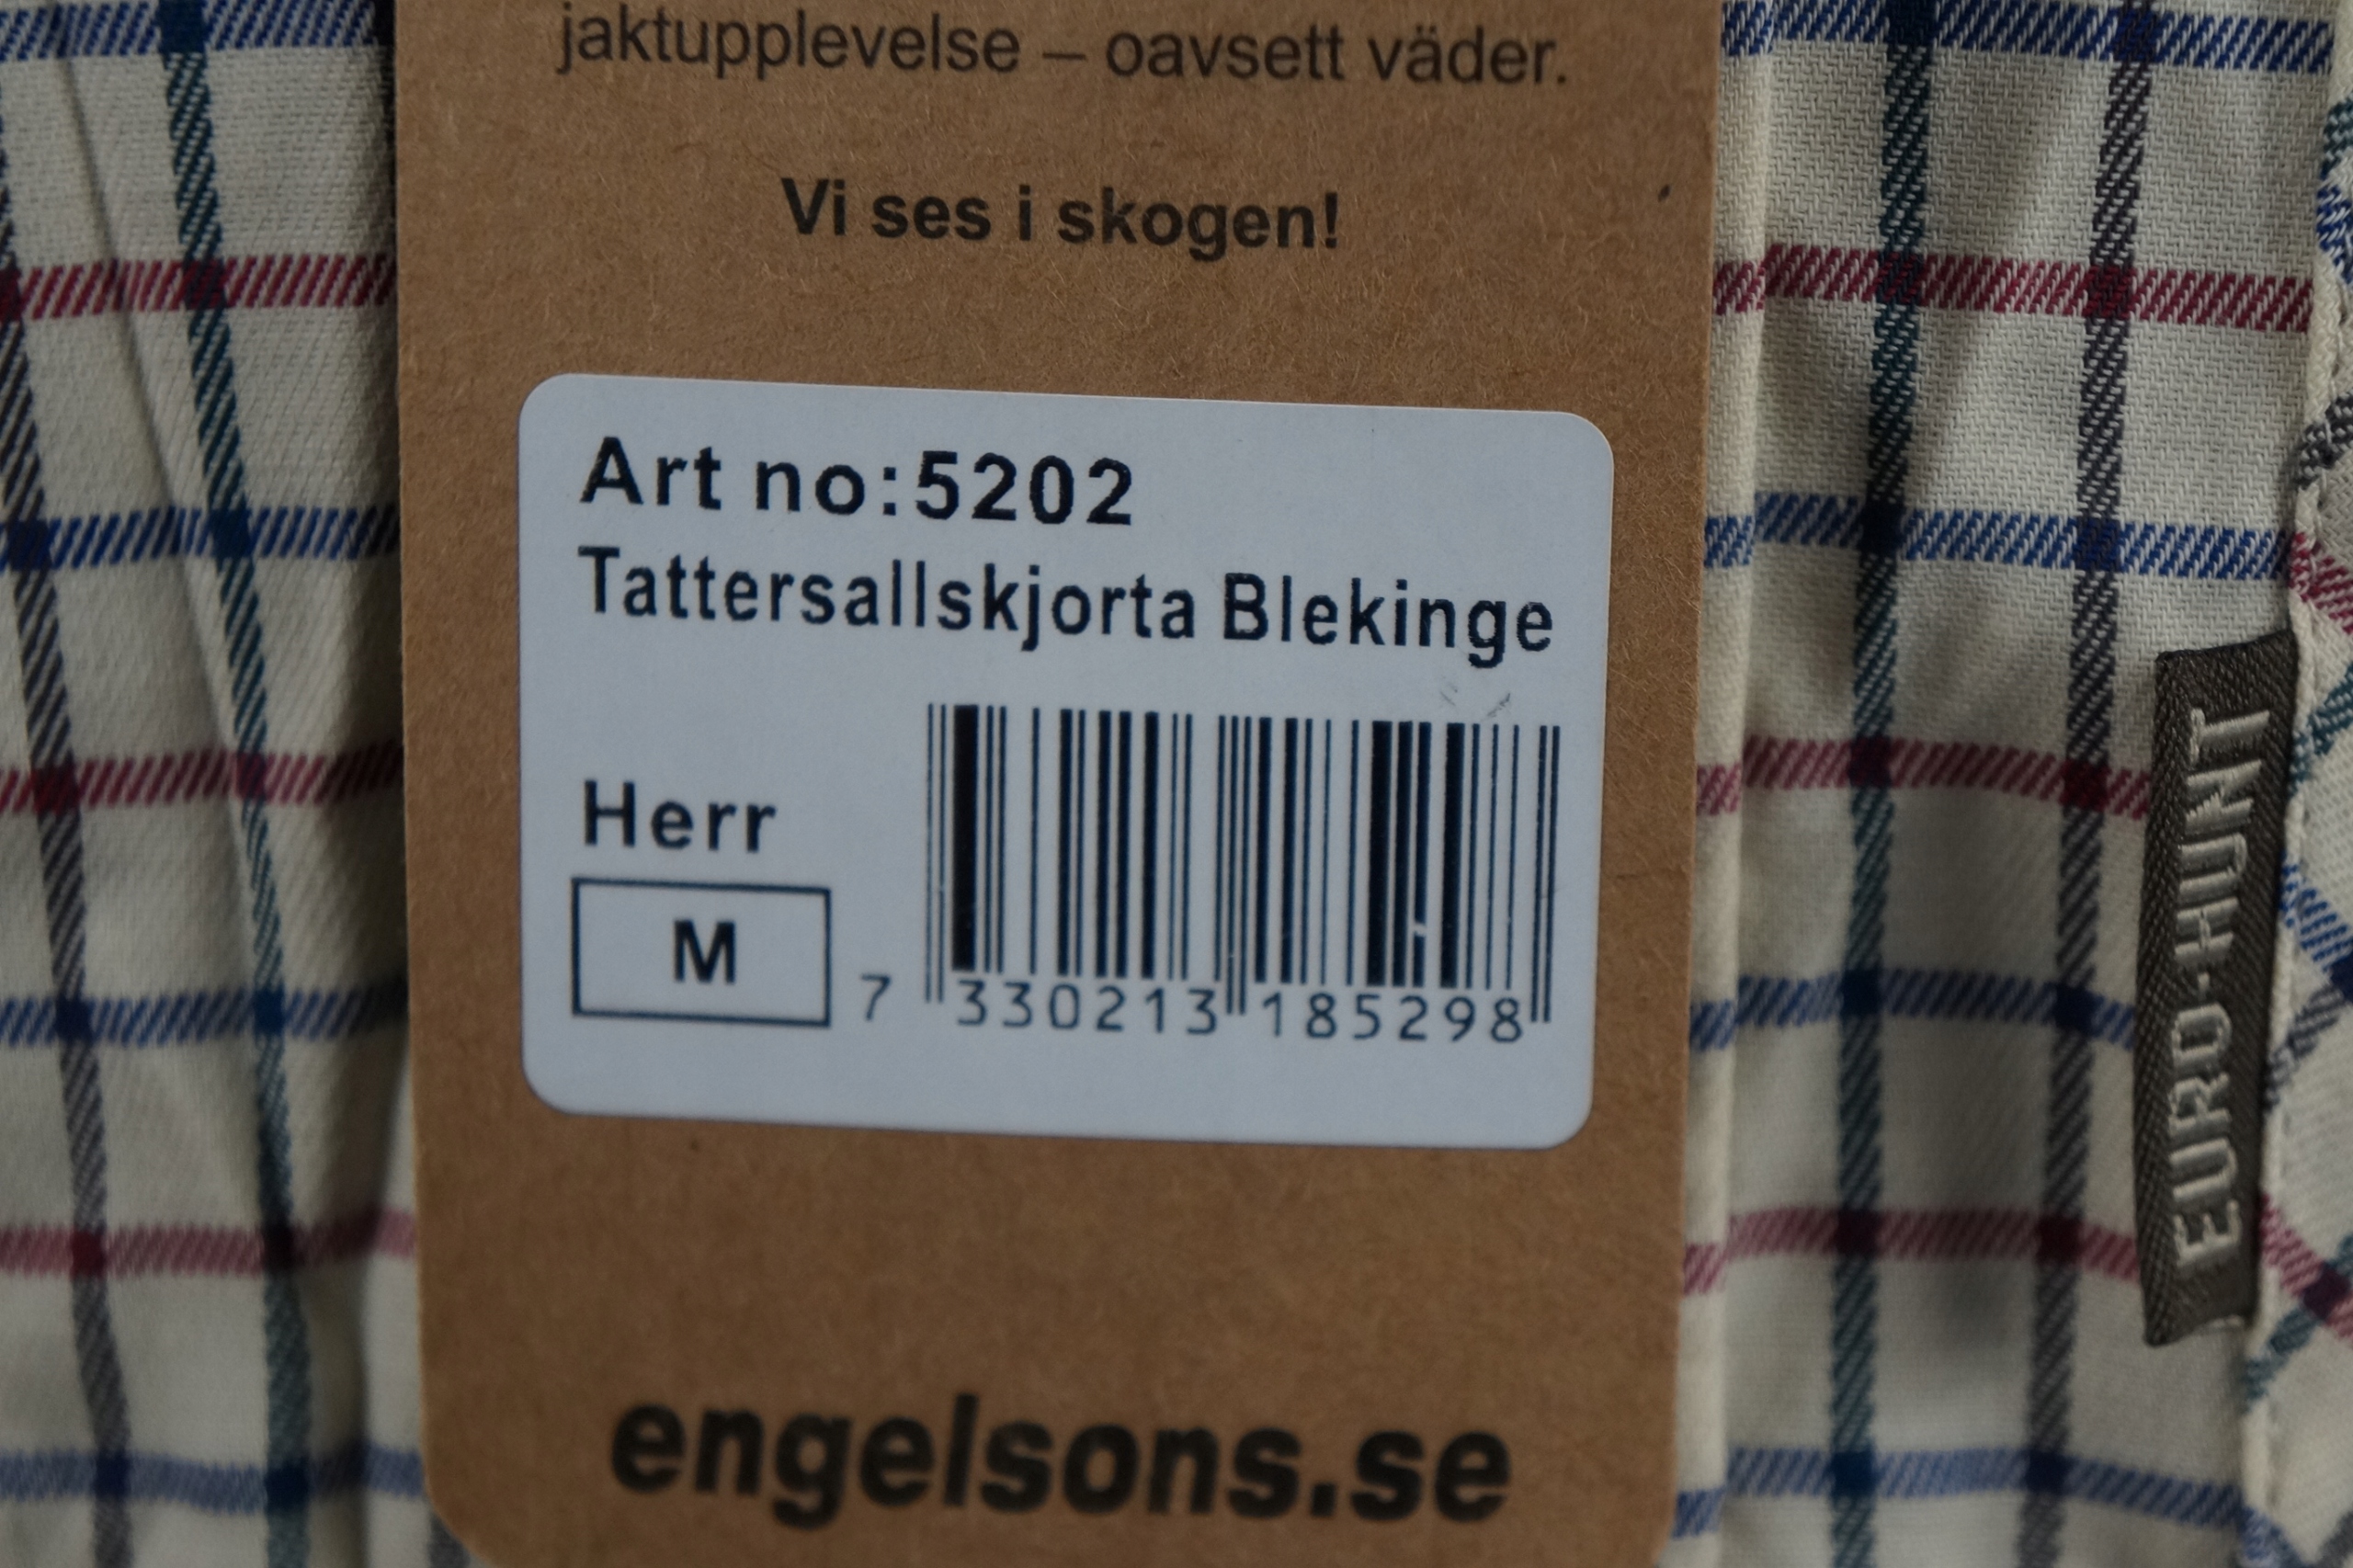 jaktupplevelse – oavsett väder.
Vi ses i skogen!
Art no:5202
Tattersallskjorta Blekinge
Herr
M
7 330213 185298
engelsons.se
EURO-HUNT